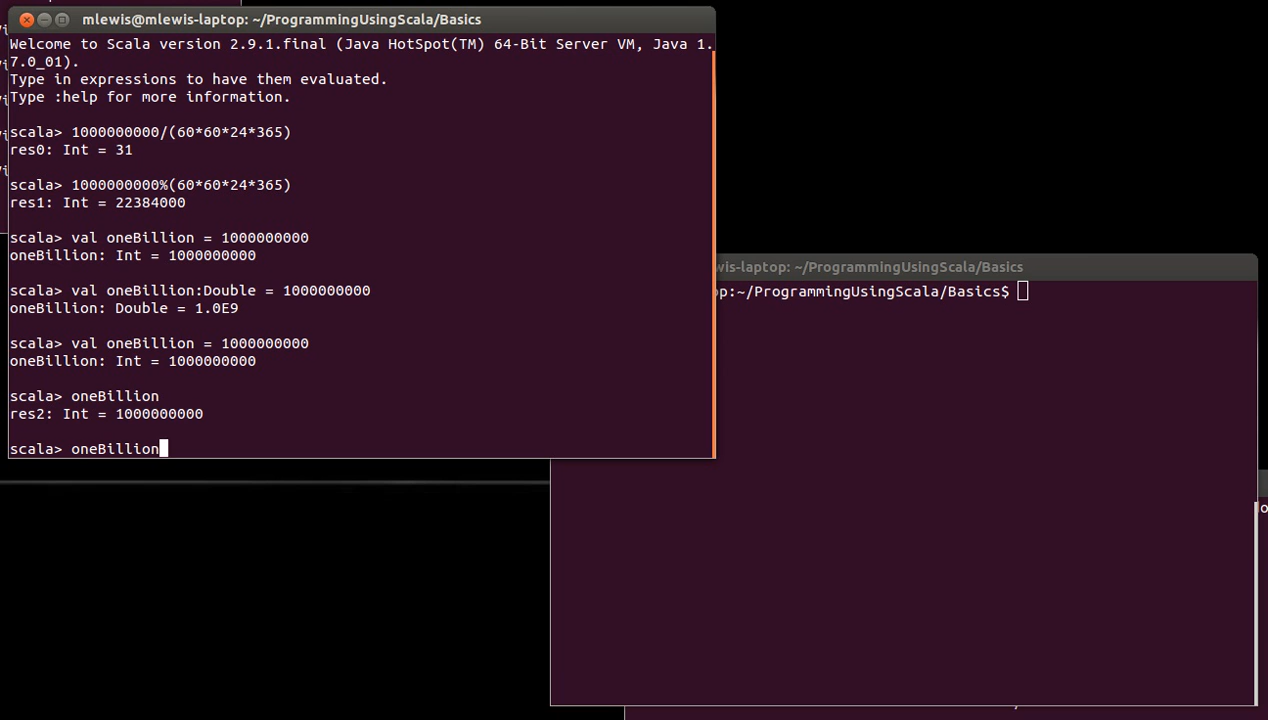 mlewis@mlewis-laptop: ~/ProgrammingUsingScala/Basics
Welcome to Scala version 2.9.1.final (Java HotSpot(TM) 64-Bit Server VM, Java 1.
7.0_01).
Type in expressions to have them evaluated.
Type :help for more information.
scala> 1000000000/(60*60*24*365)
res0: Int = 31
scala> 1000000000%(60*60*24*365)
res1: Int = 22384000
scala> val oneBillion = 1000000000
oneBillion: Int = 1000000000
scala> val oneBillion:Double = 1000000000
oneBillion: Double = 1.0E9
scala> val oneBillion = 1000000000
oneBillion: Int = 1000000000
scala> oneBillion
res2: Int = 1000000000
scala> oneBillion
wis-laptop: ~/ProgrammingUsingScala/Basics
op:~/ProgrammingUsingScala/Basics$